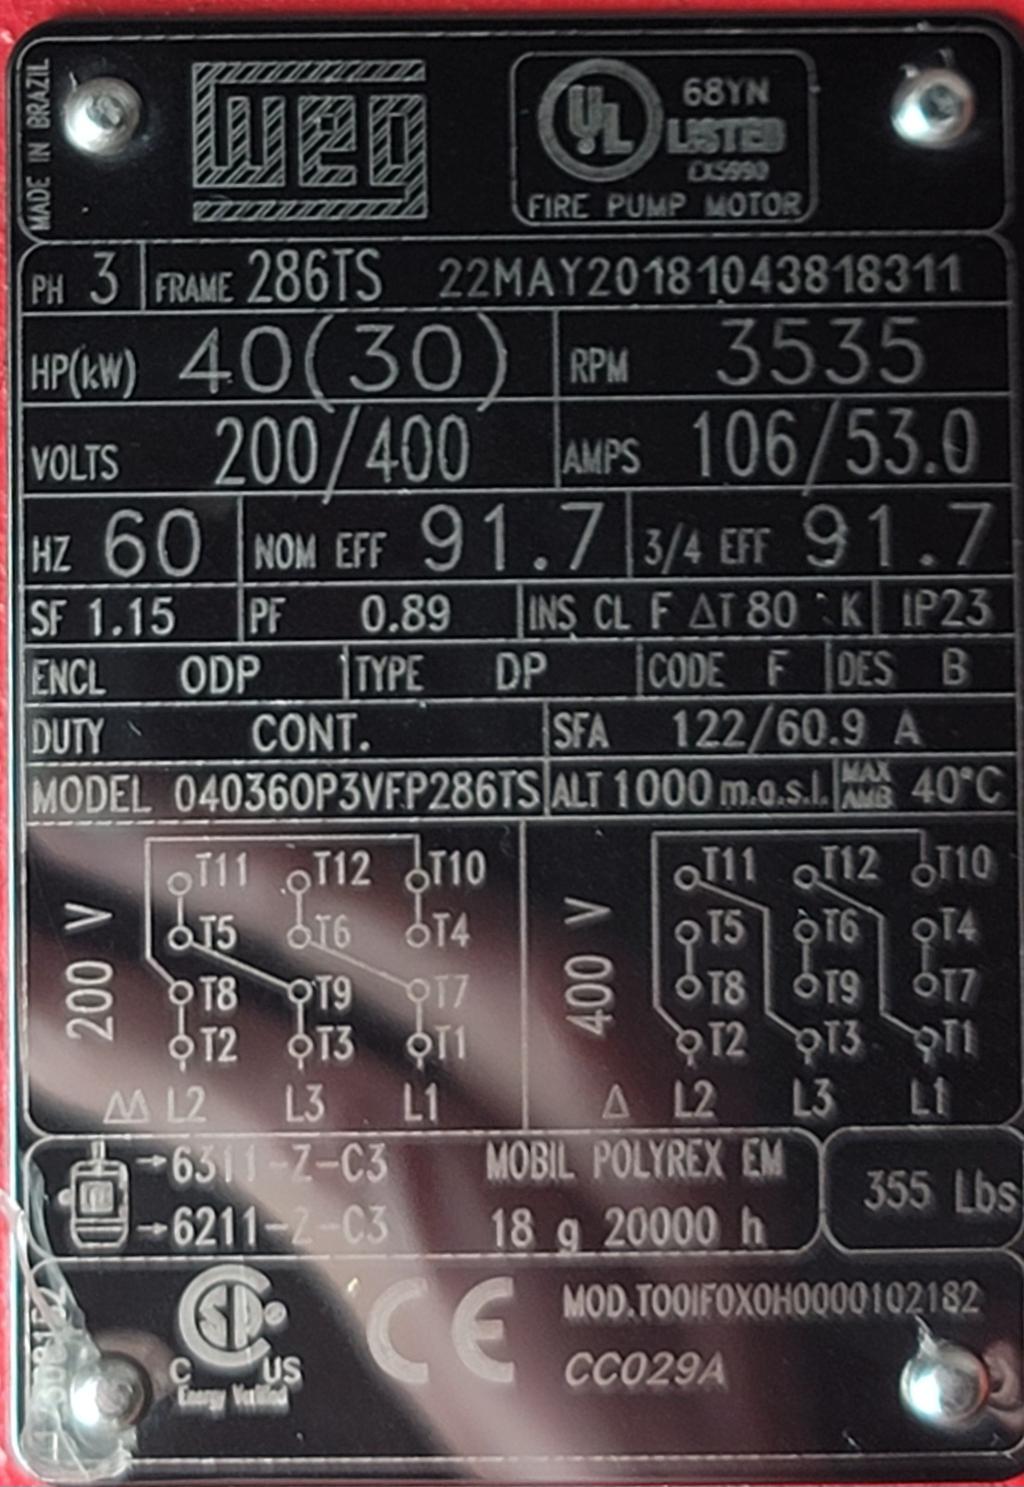 MADE IN BRAZIL
WEG
UL
68YN
LISTED
EX5990
FIRE PUMP MOTOR
PH 3 FRAME 286TS 22MAY2018 1043818311
HP(kW) 40(30) RPM 3535
VOLTS 200/400 AMPS 106/53.0
HZ 60 NOM EFF 91.7 3/4 EFF 91.7
SF 1.15 PF 0.89 INS CL F ΔT 80 K IP23
ENCL ODP TYPE DP CODE F DES B
DUTY CONT. SFA 122/60.9 A
MODEL 04036OP3VFP286TS ALT 1000 m.a.s.l. MAX AMB 40°C
200 V
T11 T12 T10
T5 T6 T4
T8 T9 T7
T2 T3 T1
ΔΔ L2 L3 L1
400 V
T11 T12 T10
T5 T6 T4
T8 T9 T7
T2 T3 T1
Δ L2 L3 L1
→6311-Z-C3 MOBIL POLYREX EM
→6211-Z-C3 18 g 20000 h
355 Lbs
C US
Energy Verified
CE
MOD.T00IF0X0H0000102182
CC029A